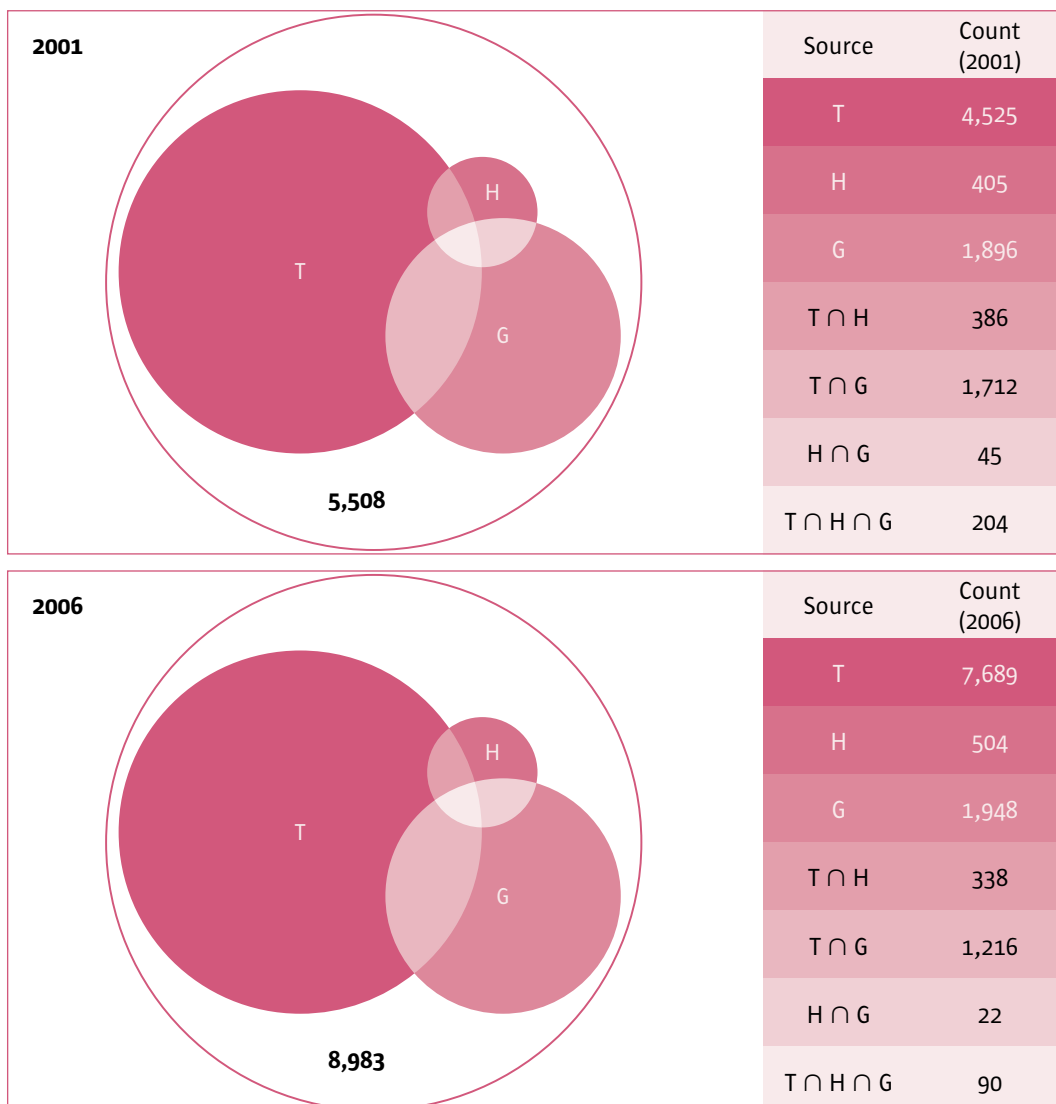 2001
T
H
G
5,508
Source Count (2001)
T 4,525
H 405
G 1,896
T ∩ H 386
T ∩ G 1,712
H ∩ G 45
T ∩ H ∩ G 204
2006
T
H
G
8,983
Source Count (2006)
T 7,689
H 504
G 1,948
T ∩ H 338
T ∩ G 1,216
H ∩ G 22
T ∩ H ∩ G 90